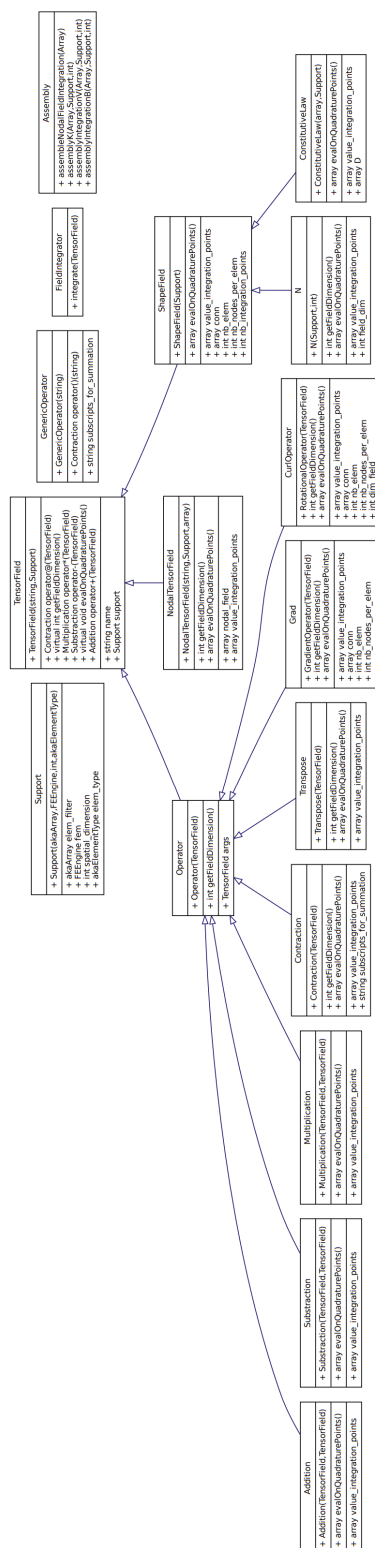 Support
+ Support(akaArray,FEEngine,int,akaElementType)
+ akaArray elem_filter
+ FEEngine fem
+ int spatial_dimension
+ akaElementType elem_type
TensorField
+ TensorField(string,Support)
+ Contraction operator@(TensorField)
+ virtual int getFieldDimension()
+ Multiplication operator*(TensorField)
+ Substraction operator-(TensorField)
+ virtual void evalOnQuadraturePoints()
+ Addition operator+(TensorField)
+ string name
+ Support support
GenericOperator
+ GenericOperator(string)
+ Contraction operator()(string)
+ string subscripts_for_summation
FieldIntegrator
+ integrate(TensorField)
Assembly
+ assembleNodalFieldIntegration(Array)
+ assemblyK(Array,Support,int)
+ assemblyIntegrationV(Array,Support,int)
+ assemblyIntegrationB(Array,Support,int)
Operator
+ Operator(TensorField)
+ int getFieldDimension()
+ TensorField args
NodalTensorField
+ NodalTensorField(string,Support,array)
+ int getFieldDimension()
+ array evalOnQuadraturePoints()
+ array nodal_field
+ array value_integration_points
ShapeField
+ ShapeField(Support)
+ array evalOnQuadraturePoints()
+ array value_integration_points
+ array conn
+ int nb_elem
+ int nb_nodes_per_elem
+ int nb_integration_points
Addition
+ Addition(TensorField,TensorField)
+ array evalOnQuadraturePoints()
+ array value_integration_points
Substraction
+ Substraction(TensorField,TensorField)
+ array evalOnQuadraturePoints()
+ array value_integration_points
Multiplication
+ Multiplication(TensorField,TensorField)
+ array evalOnQuadraturePoints()
+ array value_integration_points
Contraction
+ Contraction(TensorField)
+ int getFieldDimension()
+ array evalOnQuadraturePoints()
+ array value_integration_points
+ string subscripts_for_summation
Transpose
+ Transpose(TensorField)
+ int getFieldDimension()
+ array evalOnQuadraturePoints()
+ array value_integration_points
Grad
+ GradientOperator(TensorField)
+ int getFieldDimension()
+ array evalOnQuadraturePoints()
+ array value_integration_points
+ array conn
+ int nb_elem
+ int nb_nodes_per_elem
CurlOperator
+ RotationalOperator(TensorField)
+ int getFieldDimension()
+ array evalOnQuadraturePoints()
+ array value_integration_points
+ array conn
+ int nb_elem
+ int nb_nodes_per_elem
+ int dim_field
N
+ N(Support,int)
+ int getFieldDimension()
+ array evalOnQuadraturePoints()
+ array value_integration_points
+ int field_dim
ConstitutiveLaw
+ ConstitutiveLaw(array,Support)
+ array evalOnQuadraturePoints()
+ array value_integration_points
+ array D